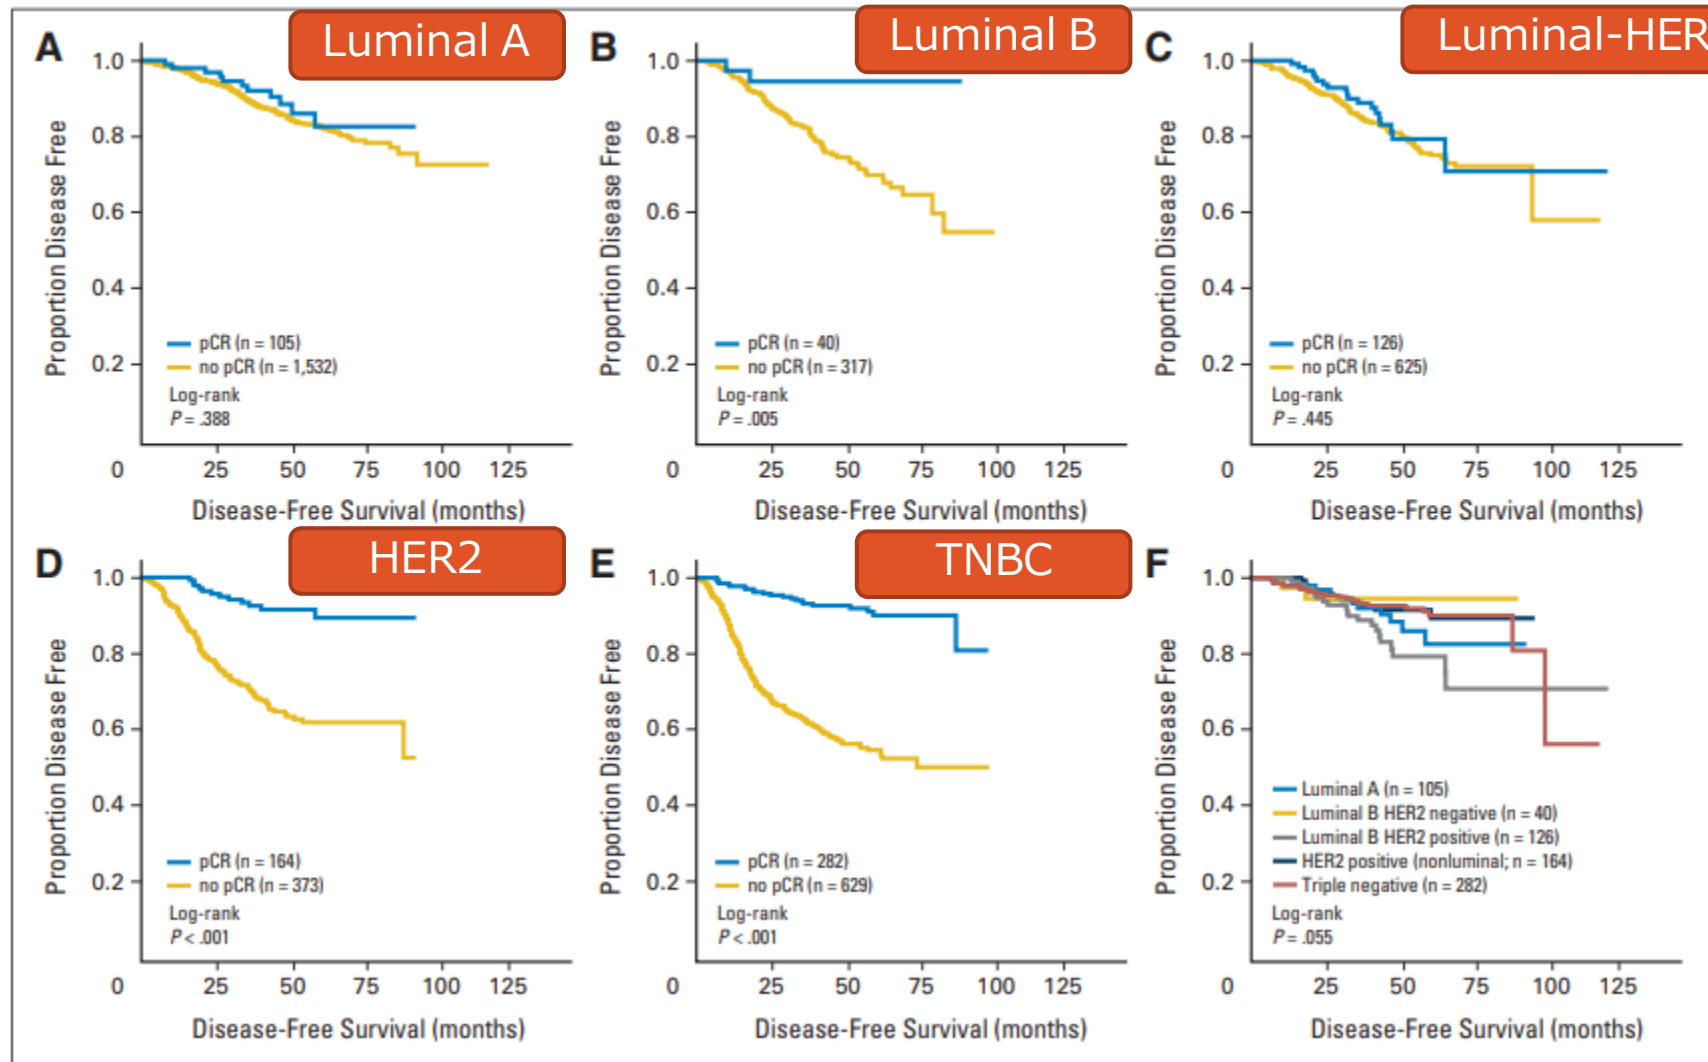 A
Luminal A
1.0
0.8
0.6
0.4
0.2
Proportion Disease Free
pCR (n = 105)
no pCR (n = 1,532)
Log-rank
P = .388
0 25 50 75 100 125
Disease-Free Survival (months)
B
Luminal B
1.0
0.8
0.6
0.4
0.2
Proportion Disease Free
pCR (n = 40)
no pCR (n = 317)
Log-rank
P = .005
0 25 50 75 100 125
Disease-Free Survival (months)
C
Luminal-HER
1.0
0.8
0.6
0.4
0.2
Proportion Disease Free
pCR (n = 126)
no pCR (n = 625)
Log-rank
P = .445
0 25 50 75 100 125
Disease-Free Survival (months)
D
HER2
1.0
0.8
0.6
0.4
0.2
Proportion Disease Free
pCR (n = 164)
no pCR (n = 373)
Log-rank
P < .001
0 25 50 75 100 125
Disease-Free Survival (months)
E
TNBC
1.0
0.8
0.6
0.4
0.2
Proportion Disease Free
pCR (n = 282)
no pCR (n = 629)
Log-rank
P < .001
0 25 50 75 100 125
Disease-Free Survival (months)
F
1.0
0.8
0.6
0.4
0.2
Proportion Disease Free
Luminal A (n = 105)
Luminal B HER2 negative (n = 40)
Luminal B HER2 positive (n = 126)
HER2 positive (nonluminal; n = 164)
Triple negative (n = 282)
Log-rank
P = .055
0 25 50 75 100 125
Disease-Free Survival (months)